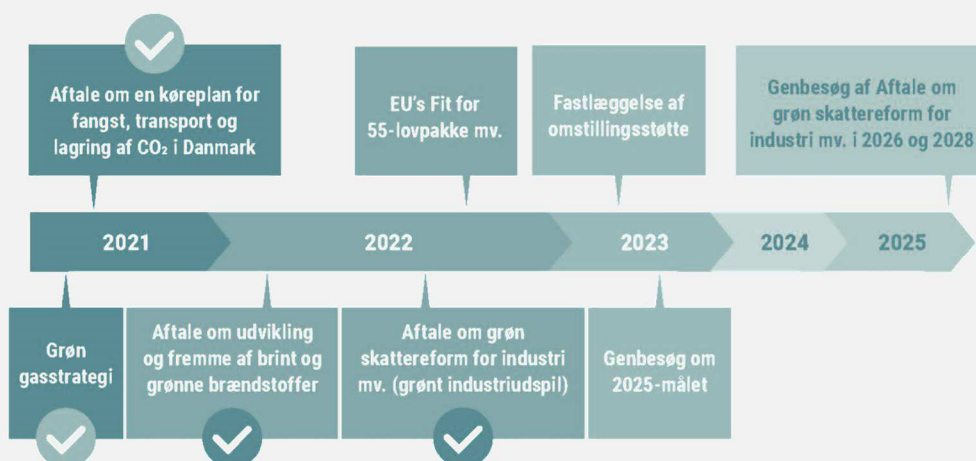 Aftale om en køreplan for
fangst, transport og
lagring af CO₂ i Danmark
EU's Fit for
55-lovpakke mv.
Fastlæggelse af
omstillingsstøtte
Genbesøg af Aftale om
grøn skattereform for
industri mv. i 2026 og 2028
2021
2022
2023
2024
2025
Grøn
gasstrategi
Aftale om udvikling
og fremme af brint og
grønne brændstoffer
Aftale om grøn
skattereform for industri
mv. (grønt industriudspil)
Genbesøg om
2025-målet